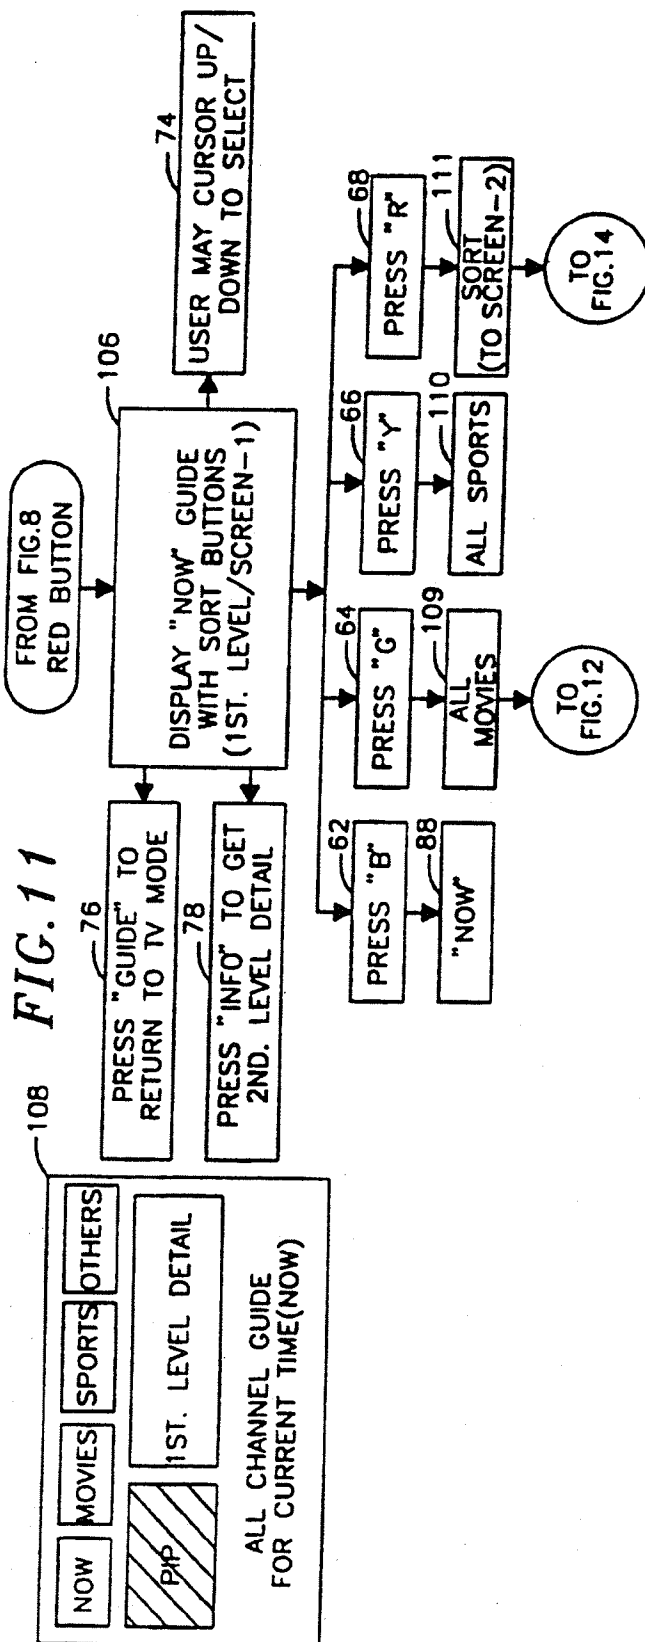 FIG.11
108
NOW
MOVIES
SPORTS
OTHERS
PIP
1ST. LEVEL DETAIL
ALL CHANNEL GUIDE
FOR CURRENT TIME(NOW)
FROM FIG.8
RED BUTTON
106
DISPLAY "NOW" GUIDE
WITH SORT BUTTONS
(1ST. LEVEL/SCREEN-1)
76
PRESS "GUIDE" TO
RETURN TO TV MODE
78
PRESS "INFO" TO GET
2ND. LEVEL DETAIL
74
USER MAY CURSOR UP/
DOWN TO SELECT
62
PRESS "B"
88
"NOW"
64
PRESS "G"
109
ALL
MOVIES
TO
FIG.12
66
PRESS "Y"
110
ALL SPORTS
68
PRESS "R"
111
SORT
(TO SCREEN-2)
TO
FIG.14